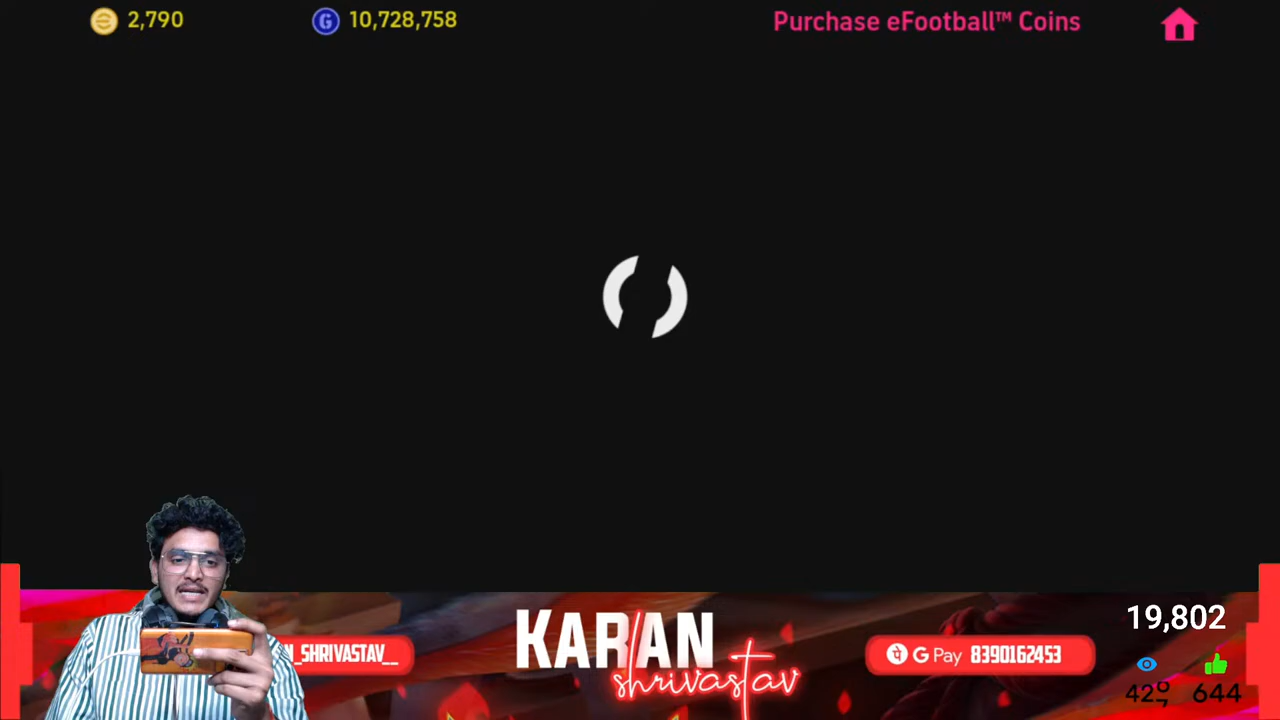 2,790
10,728,758
Purchase eFootball™ Coins
KARAN
shrivastav
_SHRIVASTAV__
G Pay 8390162453
19,802
644